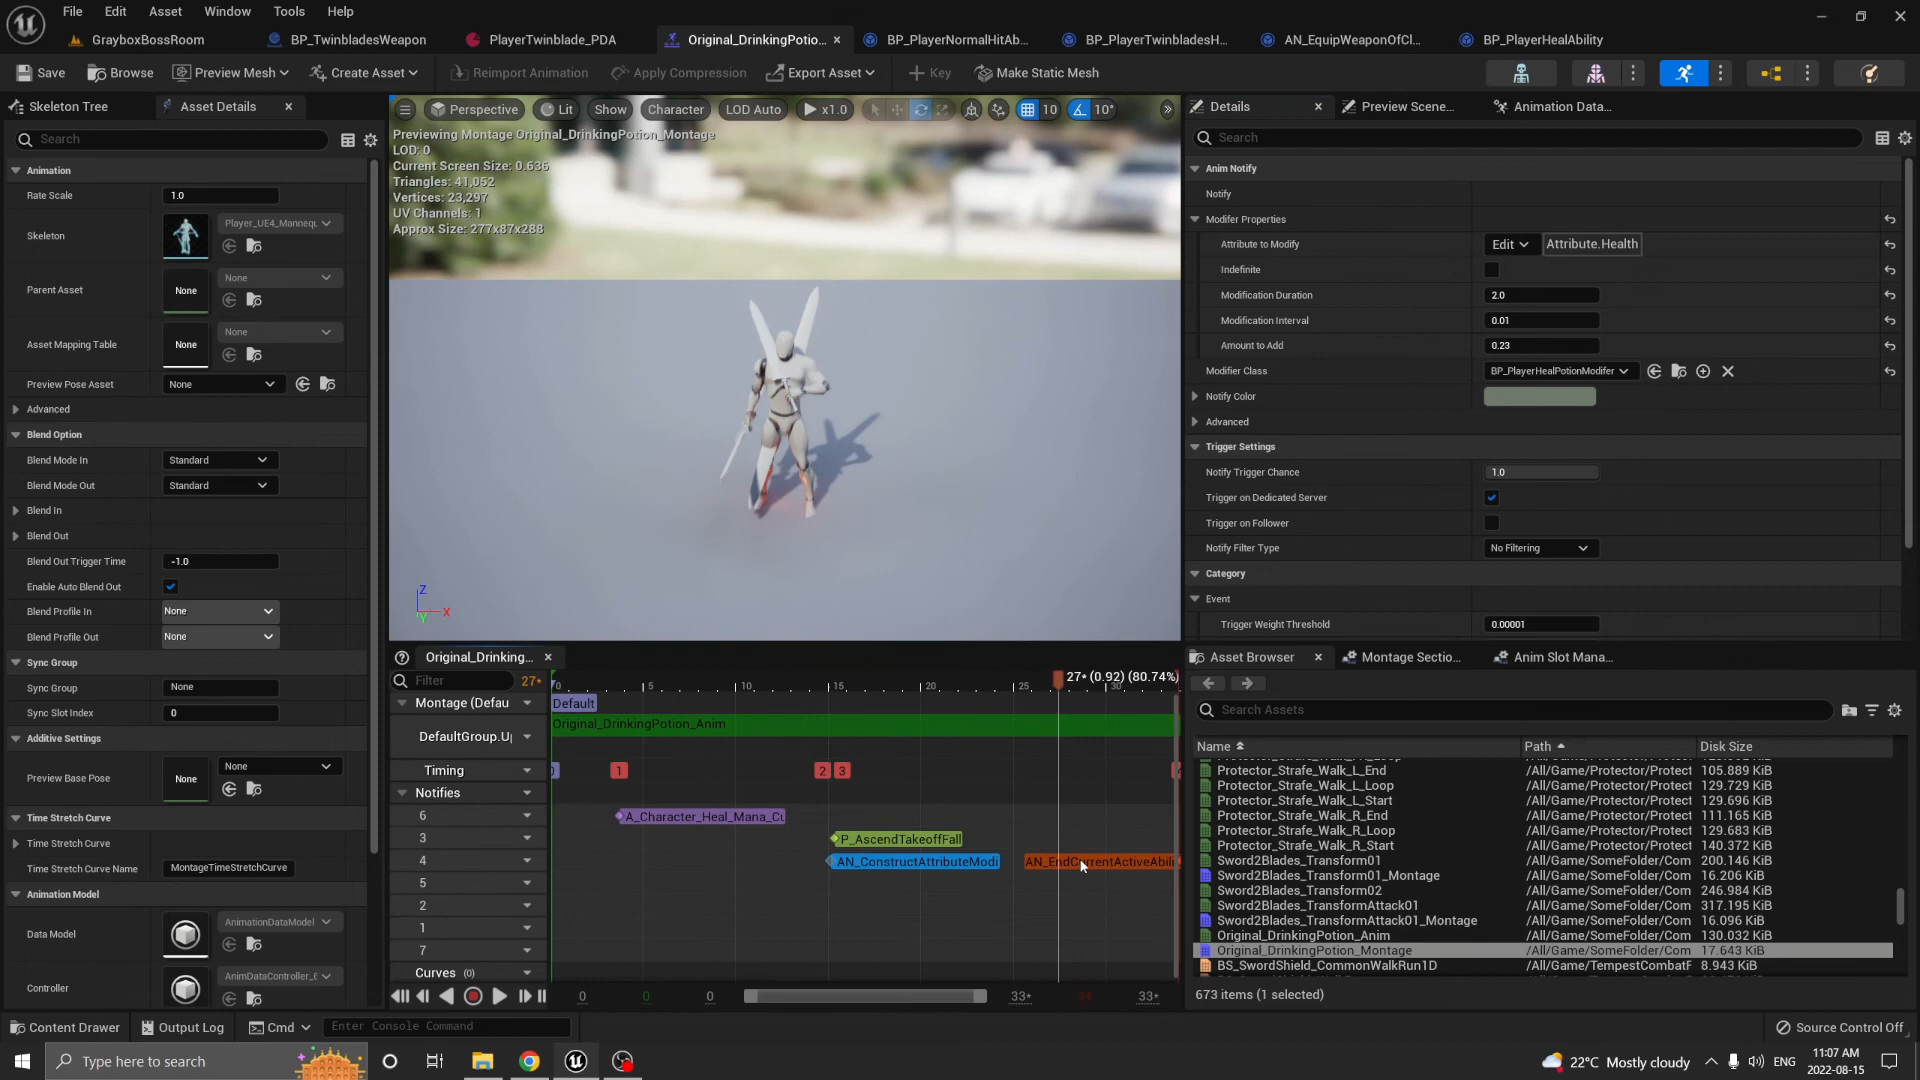 File Edit Asset Window Tools Help
GrayboxBossRoom BP_TwinbladesWeapon PlayerTwinblade_PDA Original_DrinkingPotio... BP_PlayerNormalHitAb... BP_PlayerTwinbladesH... AN_EquipWeaponOfCl... BP_PlayerHealAbility
Save Browse Preview Mesh Create Asset Reimport Animation Apply Compression Export Asset Key Make Static Mesh
Skeleton Tree Asset Details
Search
Animation
Rate Scale 1.0
Skeleton Player_UE4_Mannequ
Parent Asset None None
Asset Mapping Table None None
Preview Pose Asset None
Advanced
Blend Option
Blend Mode In Standard
Blend Mode Out Standard
Blend In
Blend Out
Blend Out Trigger Time -1.0
Enable Auto Blend Out
Blend Profile In None
Blend Profile Out None
Sync Group
Sync Group None
Sync Slot Index 0
Additive Settings
Preview Base Pose None None
Time Stretch Curve
Time Stretch Curve
Time Stretch Curve Name MontageTimeStretchCurve
Animation Model
Data Model AnimationDataModel
Controller AnimDataController_
Perspective Lit Show Character LOD Auto x1.0 10 10°
Previewing Montage Original_DrinkingPotion_Montage
LOD: 0
Current Screen Size: 0.636
Triangles: 41,052
Vertices: 23,297
UV Channels: 1
Approx Size: 277x87x288
Z
X
Y
Original_Drinking...
Filter 27* 0 5 10 15 20 25 30 27* (0.92) (80.74%)
Montage (Defau Default
Original_DrinkingPotion_Anim
DefaultGroup.U
Timing 1 2 3
Notifies
6 A_Character_Heal_Mana_Cu
3 P_AscendTakeoffFall
4 AN_ConstructAttributeModi AN_EndCurrentActiveAbili
5
2
1
7
Curves (0)
0 0 0 33* 34 33*
Details Preview Scene... Animation Data...
Search
Anim Notify
Notify
Modifer Properties
Attribute to Modify Edit Attribute.Health
Indefinite
Modification Duration 2.0
Modification Interval 0.01
Amount to Add 0.23
Modifier Class BP_PlayerHealPotionModifer
Notify Color
Advanced
Trigger Settings
Notify Trigger Chance 1.0
Trigger on Dedicated Server
Trigger on Follower
Notify Filter Type No Filtering
Category
Event
Trigger Weight Threshold 0.00001
Asset Browser Montage Sectio... Anim Slot Mana...
Search Assets
Name Path Disk Size
Protector_Strafe_Walk_L_End /All/Game/Protector/Protect 105.889 KiB
Protector_Strafe_Walk_L_Loop /All/Game/Protector/Protect 129.729 KiB
Protector_Strafe_Walk_L_Start /All/Game/Protector/Protect 129.696 KiB
Protector_Strafe_Walk_R_End /All/Game/Protector/Protect 111.165 KiB
Protector_Strafe_Walk_R_Loop /All/Game/Protector/Protect 129.683 KiB
Protector_Strafe_Walk_R_Start /All/Game/Protector/Protect 140.372 KiB
Sword2Blades_Transform01 /All/Game/SomeFolder/Com 200.146 KiB
Sword2Blades_Transform01_Montage /All/Game/SomeFolder/Com 16.206 KiB
Sword2Blades_Transform02 /All/Game/SomeFolder/Com 246.984 KiB
Sword2Blades_TransformAttack01 /All/Game/SomeFolder/Com 317.195 KiB
Sword2Blades_TransformAttack01_Montage /All/Game/SomeFolder/Com 16.096 KiB
Original_DrinkingPotion_Anim /All/Game/SomeFolder/Com 130.032 KiB
Original_DrinkingPotion_Montage /All/Game/SomeFolder/Com 17.643 KiB
BS_SwordShield_CommonWalkRun1D /All/Game/TempestCombatF 8.943 KiB
673 items (1 selected)
Content Drawer Output Log Cmd Enter Console Command Source Control Off
Type here to search 22°C Mostly cloudy ENG 11:07 AM
2022-08-15